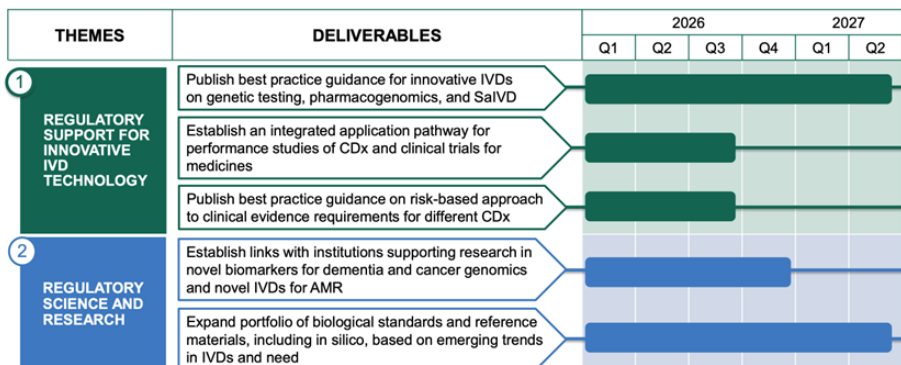 THEMES
DELIVERABLES
2026
2027
Q1
Q2
Q3
Q4
Q1
Q2
1
REGULATORY
SUPPORT FOR
INNOVATIVE
IVD
TECHNOLOGY
Publish best practice guidance for innovative IVDs
on genetic testing, pharmacogenomics, and SaIVD
Establish an integrated application pathway for
performance studies of CDx and clinical trials for
medicines
Publish best practice guidance on risk-based approach
to clinical evidence requirements for different CDx
2
REGULATORY
SCIENCE AND
RESEARCH
Establish links with institutions supporting research in
novel biomarkers for dementia and cancer genomics
and novel IVDs for AMR
Expand portfolio of biological standards and reference
materials, including in silico, based on emerging trends
in IVDs and need